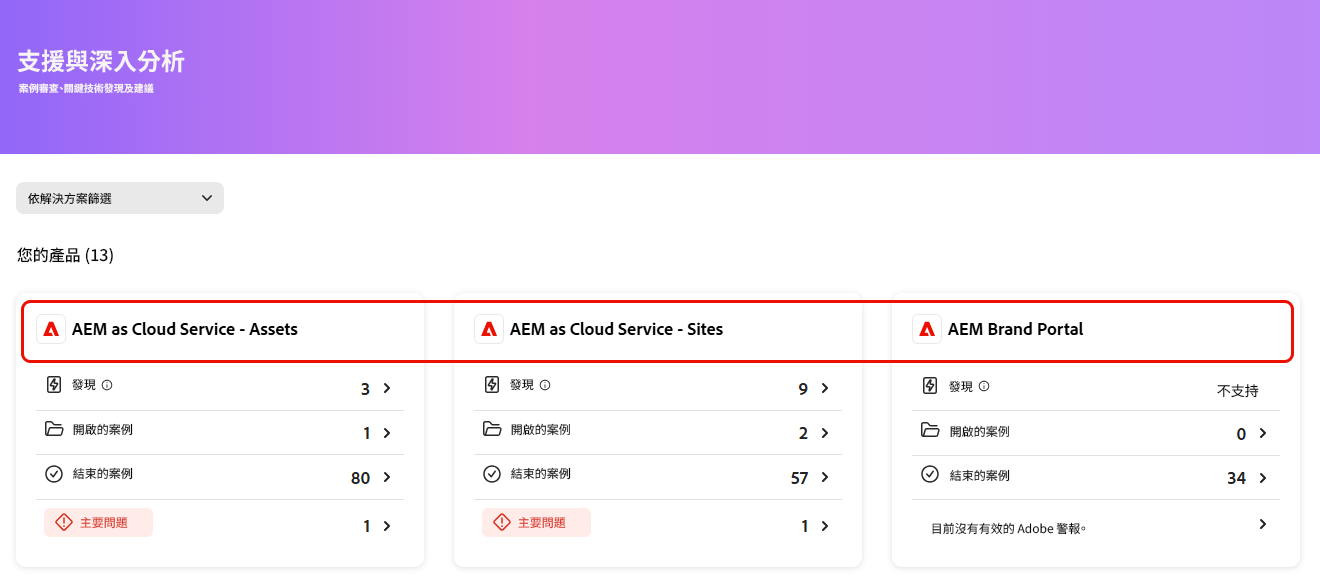 支援與深入分析
案例審查、關鍵技術發現及建議
依解決方案篩選
您的產品 (13)
AEM as Cloud Service - Assets
發現
3
開啟的案例
1
結束的案例
80
主要問題
1
AEM as Cloud Service - Sites
發現
9
開啟的案例
2
結束的案例
57
主要問題
1
AEM Brand Portal
發現
不支持
開啟的案例
0
結束的案例
34
目前沒有有效的 Adobe 警報。